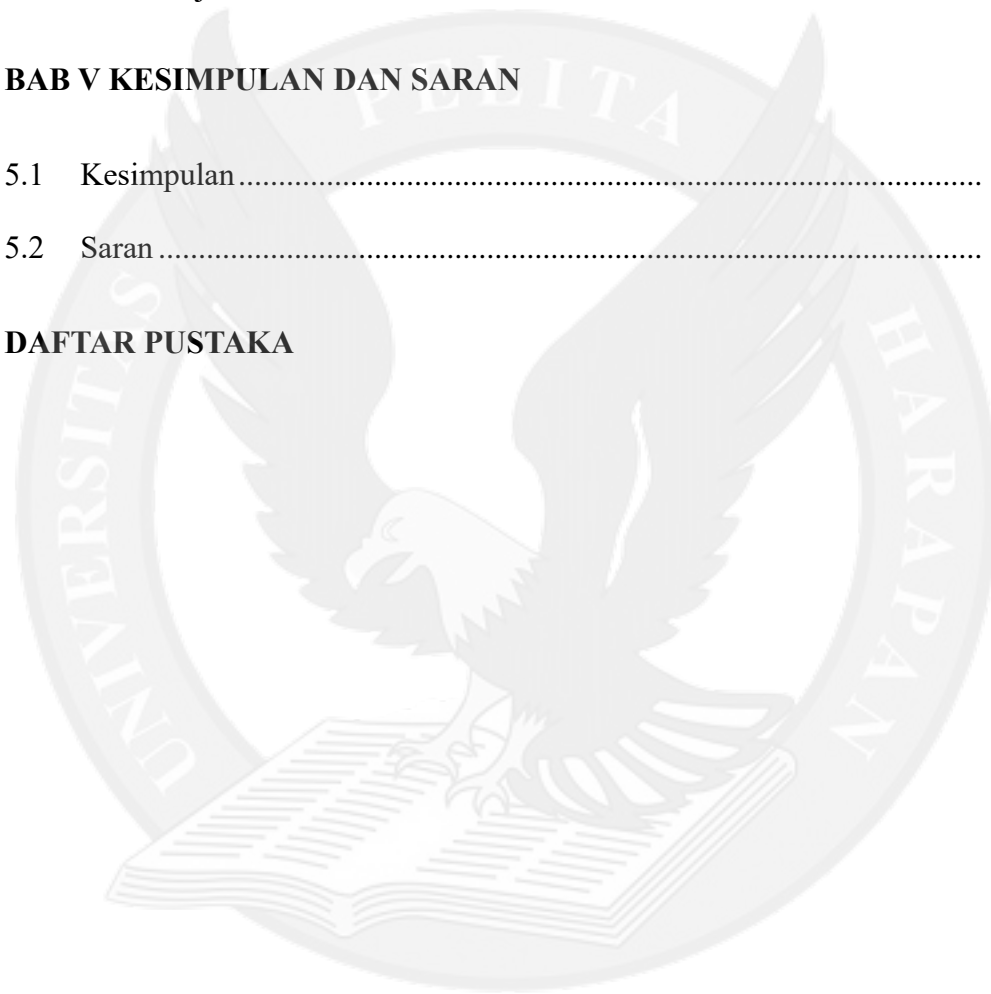 BAB V KESIMPULAN DAN SARAN
5.1 Kesimpulan........................................................................................
5.2 Saran ................................................................................................
DAFTAR PUSTAKA
UNIVERSITAS PELITA HARAPAN